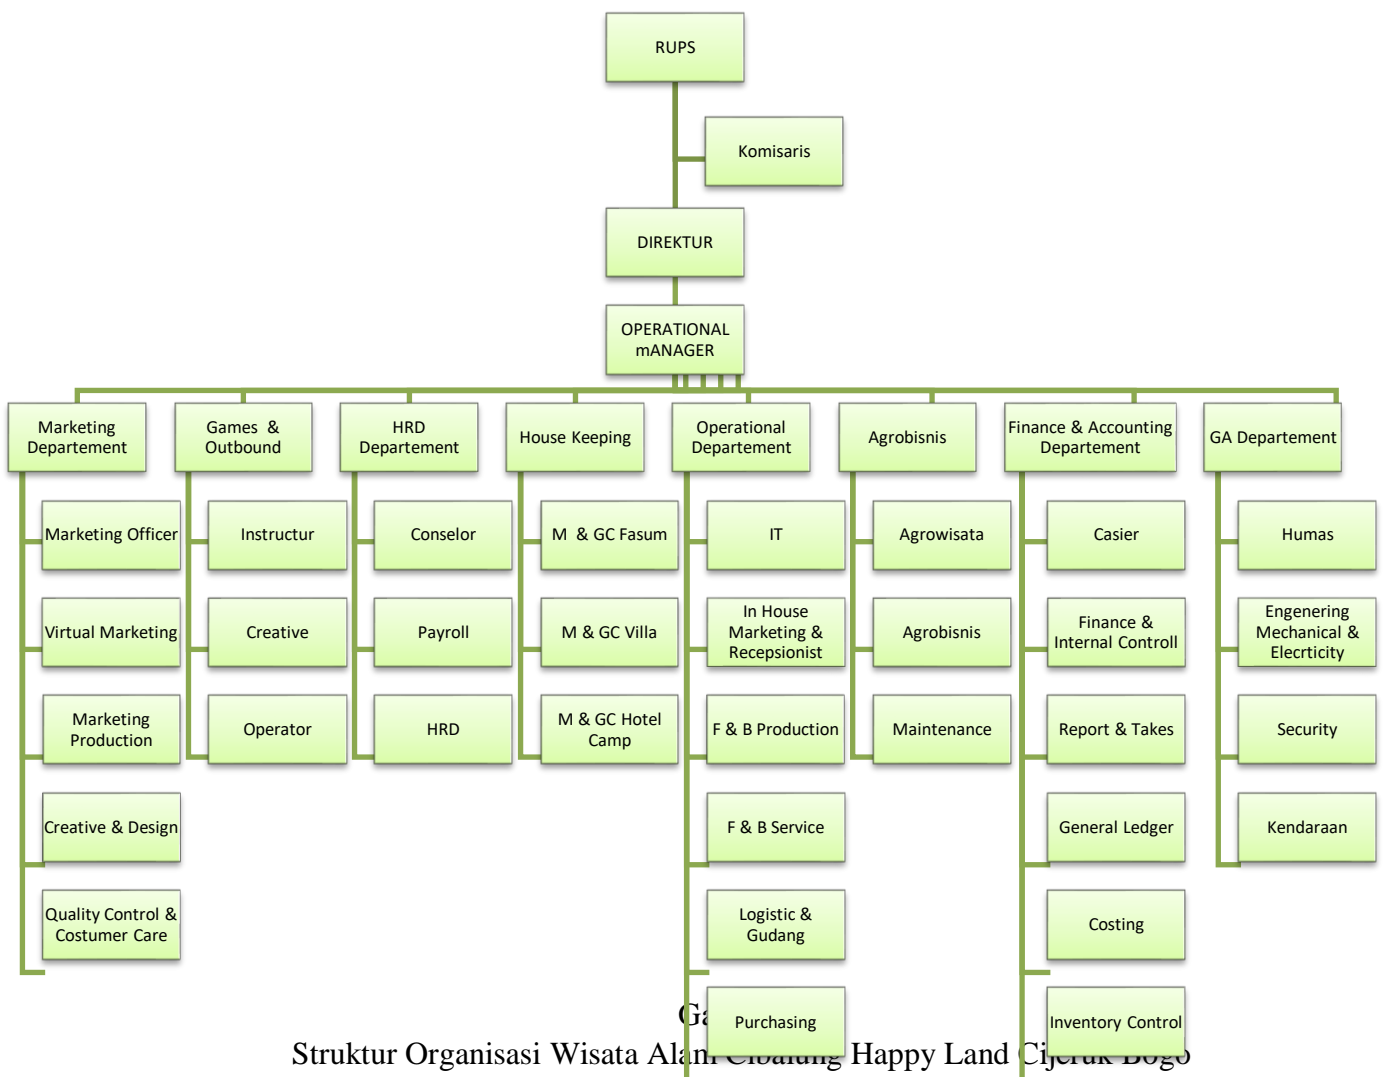 RUPS
Komisaris
DIREKTUR
OPERATIONAL
mANAGER
Marketing
Departement
Marketing Officer
Virtual Marketing
Marketing
Production
Creative & Design
Quality Control &
Costumer Care
Games &
Outbound
Instructur
Creative
Operator
HRD
Departement
Conselor
Payroll
HRD
House Keeping
M & GC Fasum
M & GC Villa
M & GC Hotel
Camp
Operational
Departement
IT
In House
Marketing &
Recepsionist
F & B Production
F & B Service
Logistic &
Gudang
Purchasing
Agrobisnis
Agrowisata
Agrobisnis
Maintenance
Finance & Accounting
Departement
Casier
Finance &
Internal Controll
Report & Takes
General Ledger
Costing
Inventory Control
GA Departement
Humas
Engenering
Mechanical &
Elecrticity
Security
Kendaraan
Struktur Organisasi Wisata Alam Cibalung Happy Land Cijeruk Bogo